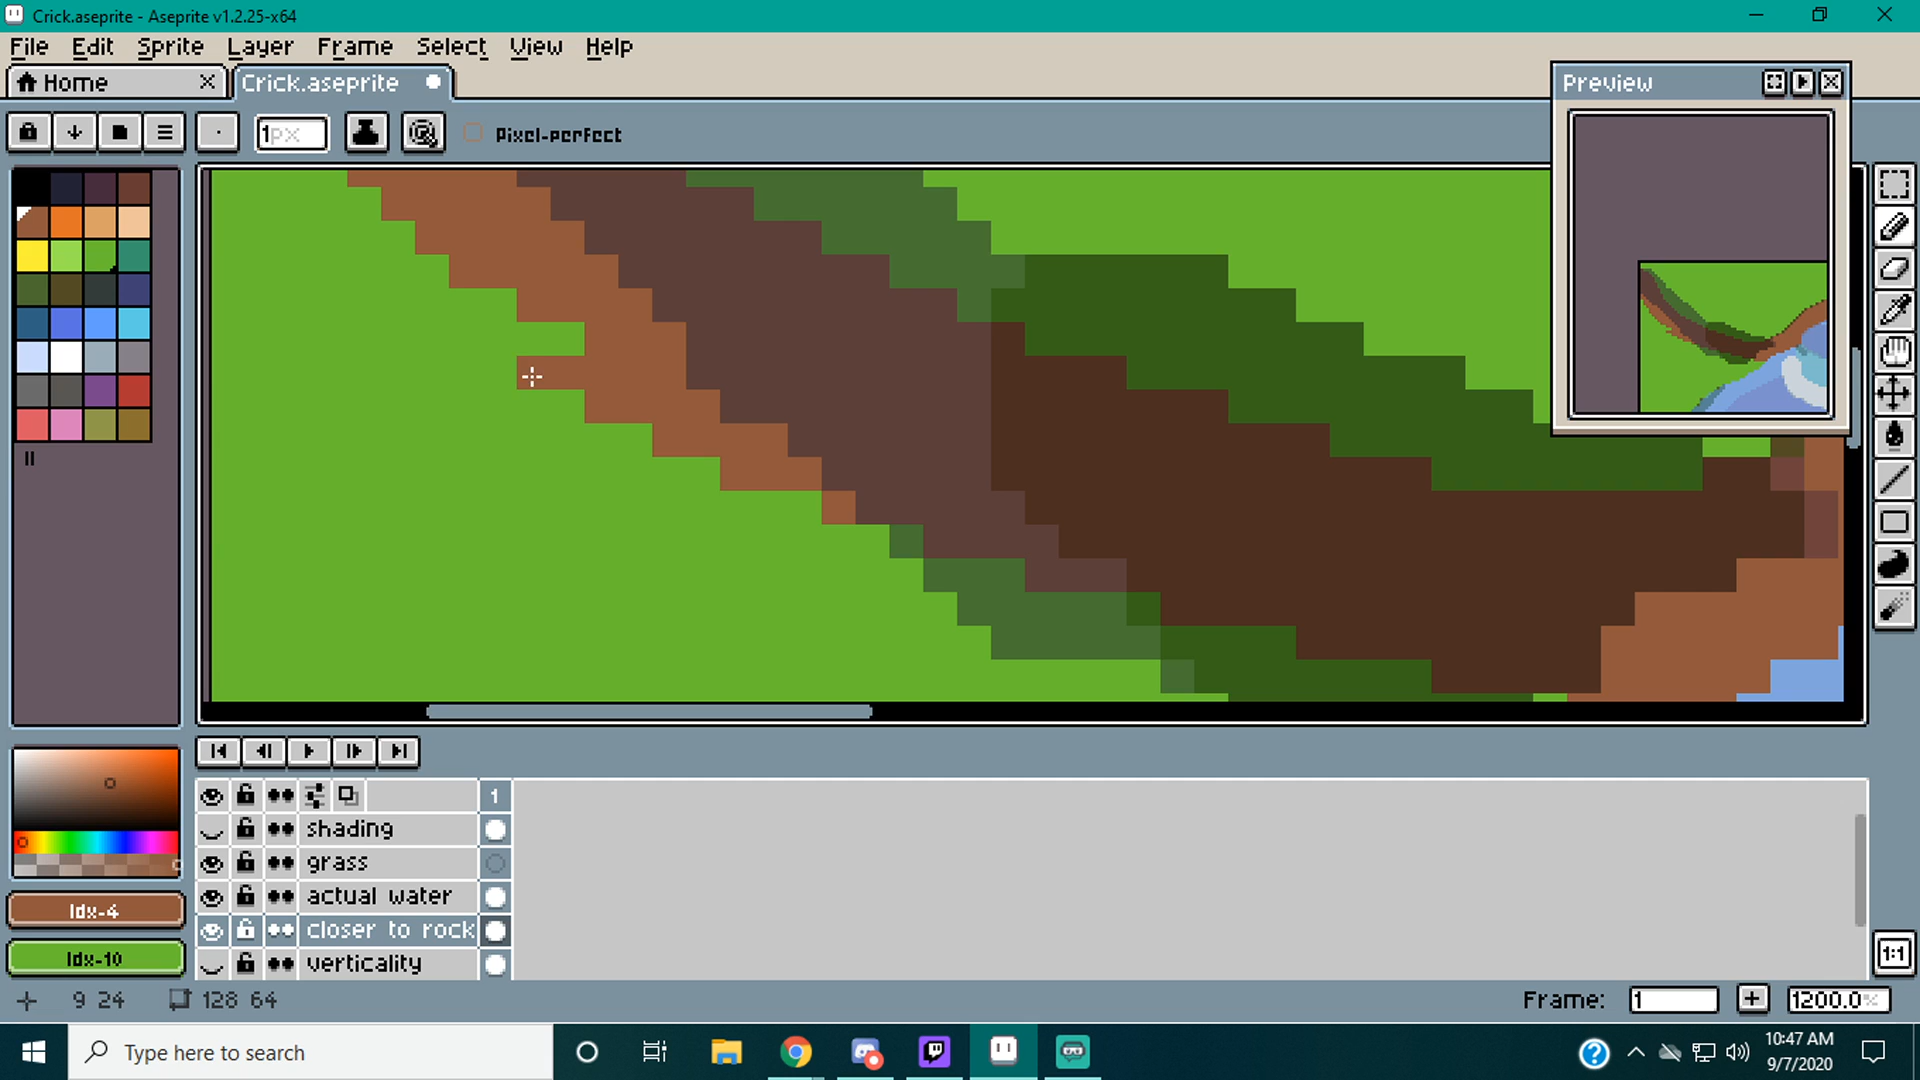 Crick.aseprite - Aseprite v1.2.25-x64
File Edit Sprite Layer Frame Select View Help
Home
Crick.aseprite
Preview
1px
Pixel-perfect
1
shading
grass
actual water
Idx-4
closer to rock
Idx-10
verticality
1:1
9 24
128 64
Frame:
1
1200.0%
Type here to search
10:47 AM
9/7/2020